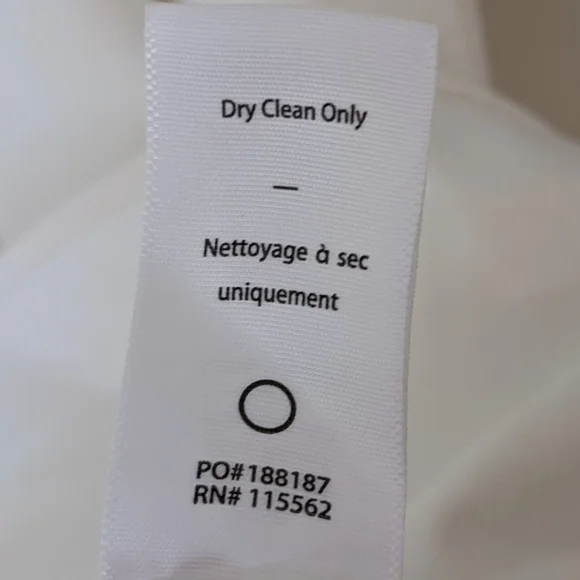 Dry Clean Only
—
Nettoyage à sec
uniquement
PO#188187
RN# 115562